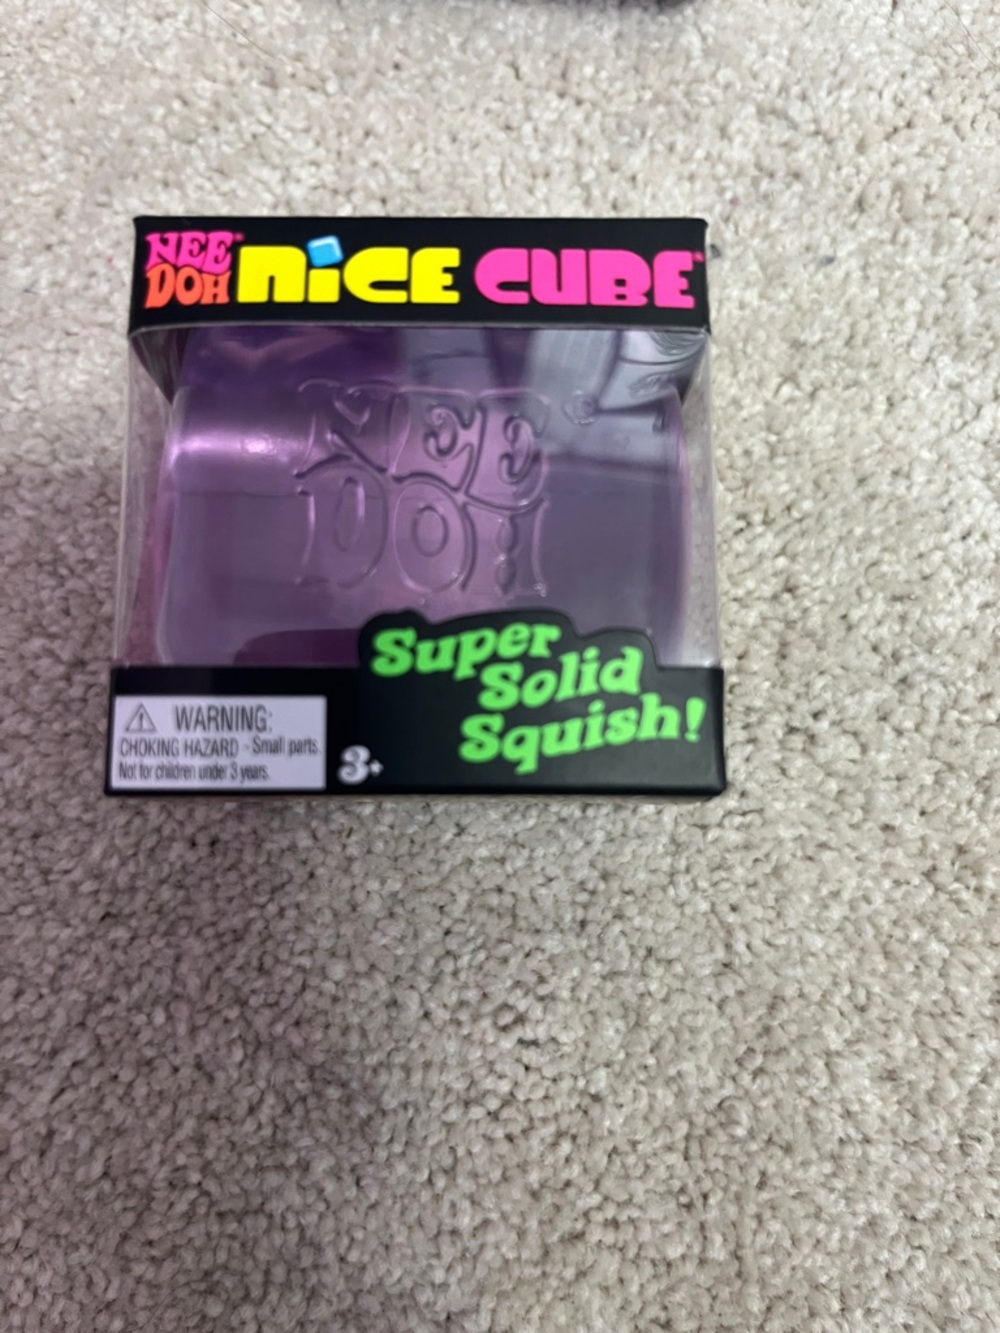 NEE DOH NiCE CUBE
NEE
DOH
Super
Solid
Squish!
WARNING:
CHOKING HAZARD - Small parts.
Not for children under 3 years.
3+